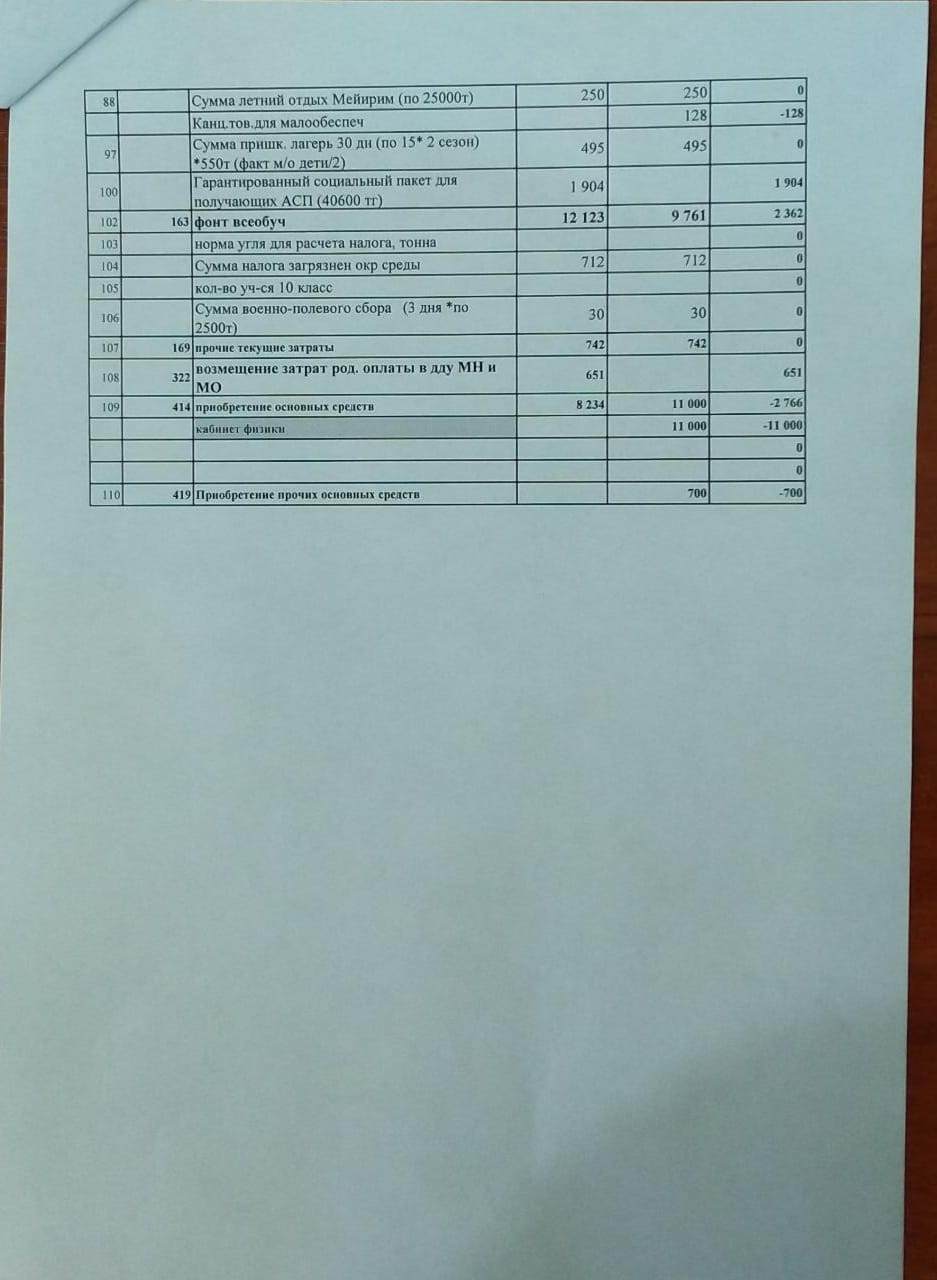 88 Сумма летний отдых Мейирим (по 25000т) 250 250 0
Канц.тов.для малообеспеч 128 -128
97 Сумма пришк. лагерь 30 дн (по 15* 2 сезон) 495 495 0
*550т (факт м/о дети/2)
100 Гарантированный социальный пакет для 1 904 1 904
получающих АСП (40600 тг)
102 163 фонт всеобуч 12 123 9 761 2 362
103 норма угля для расчета налога, тонна 0
104 Сумма налога загрязнен окр среды 712 712 0
105 кол-во уч-ся 10 класс 0
106 Сумма военно-полевого сбора (3 дня *по 30 30 0
2500т)
107 169 прочие текущие затраты 742 742 0
108 322 возмещение затрат род. оплаты в дду МН и 651 651
МО
109 414 приобретение основных средств 8 234 11 000 -2 766
кабинет физики 11 000 -11 000
0
0
110 419 Приобретение прочих основных средств 700 -700